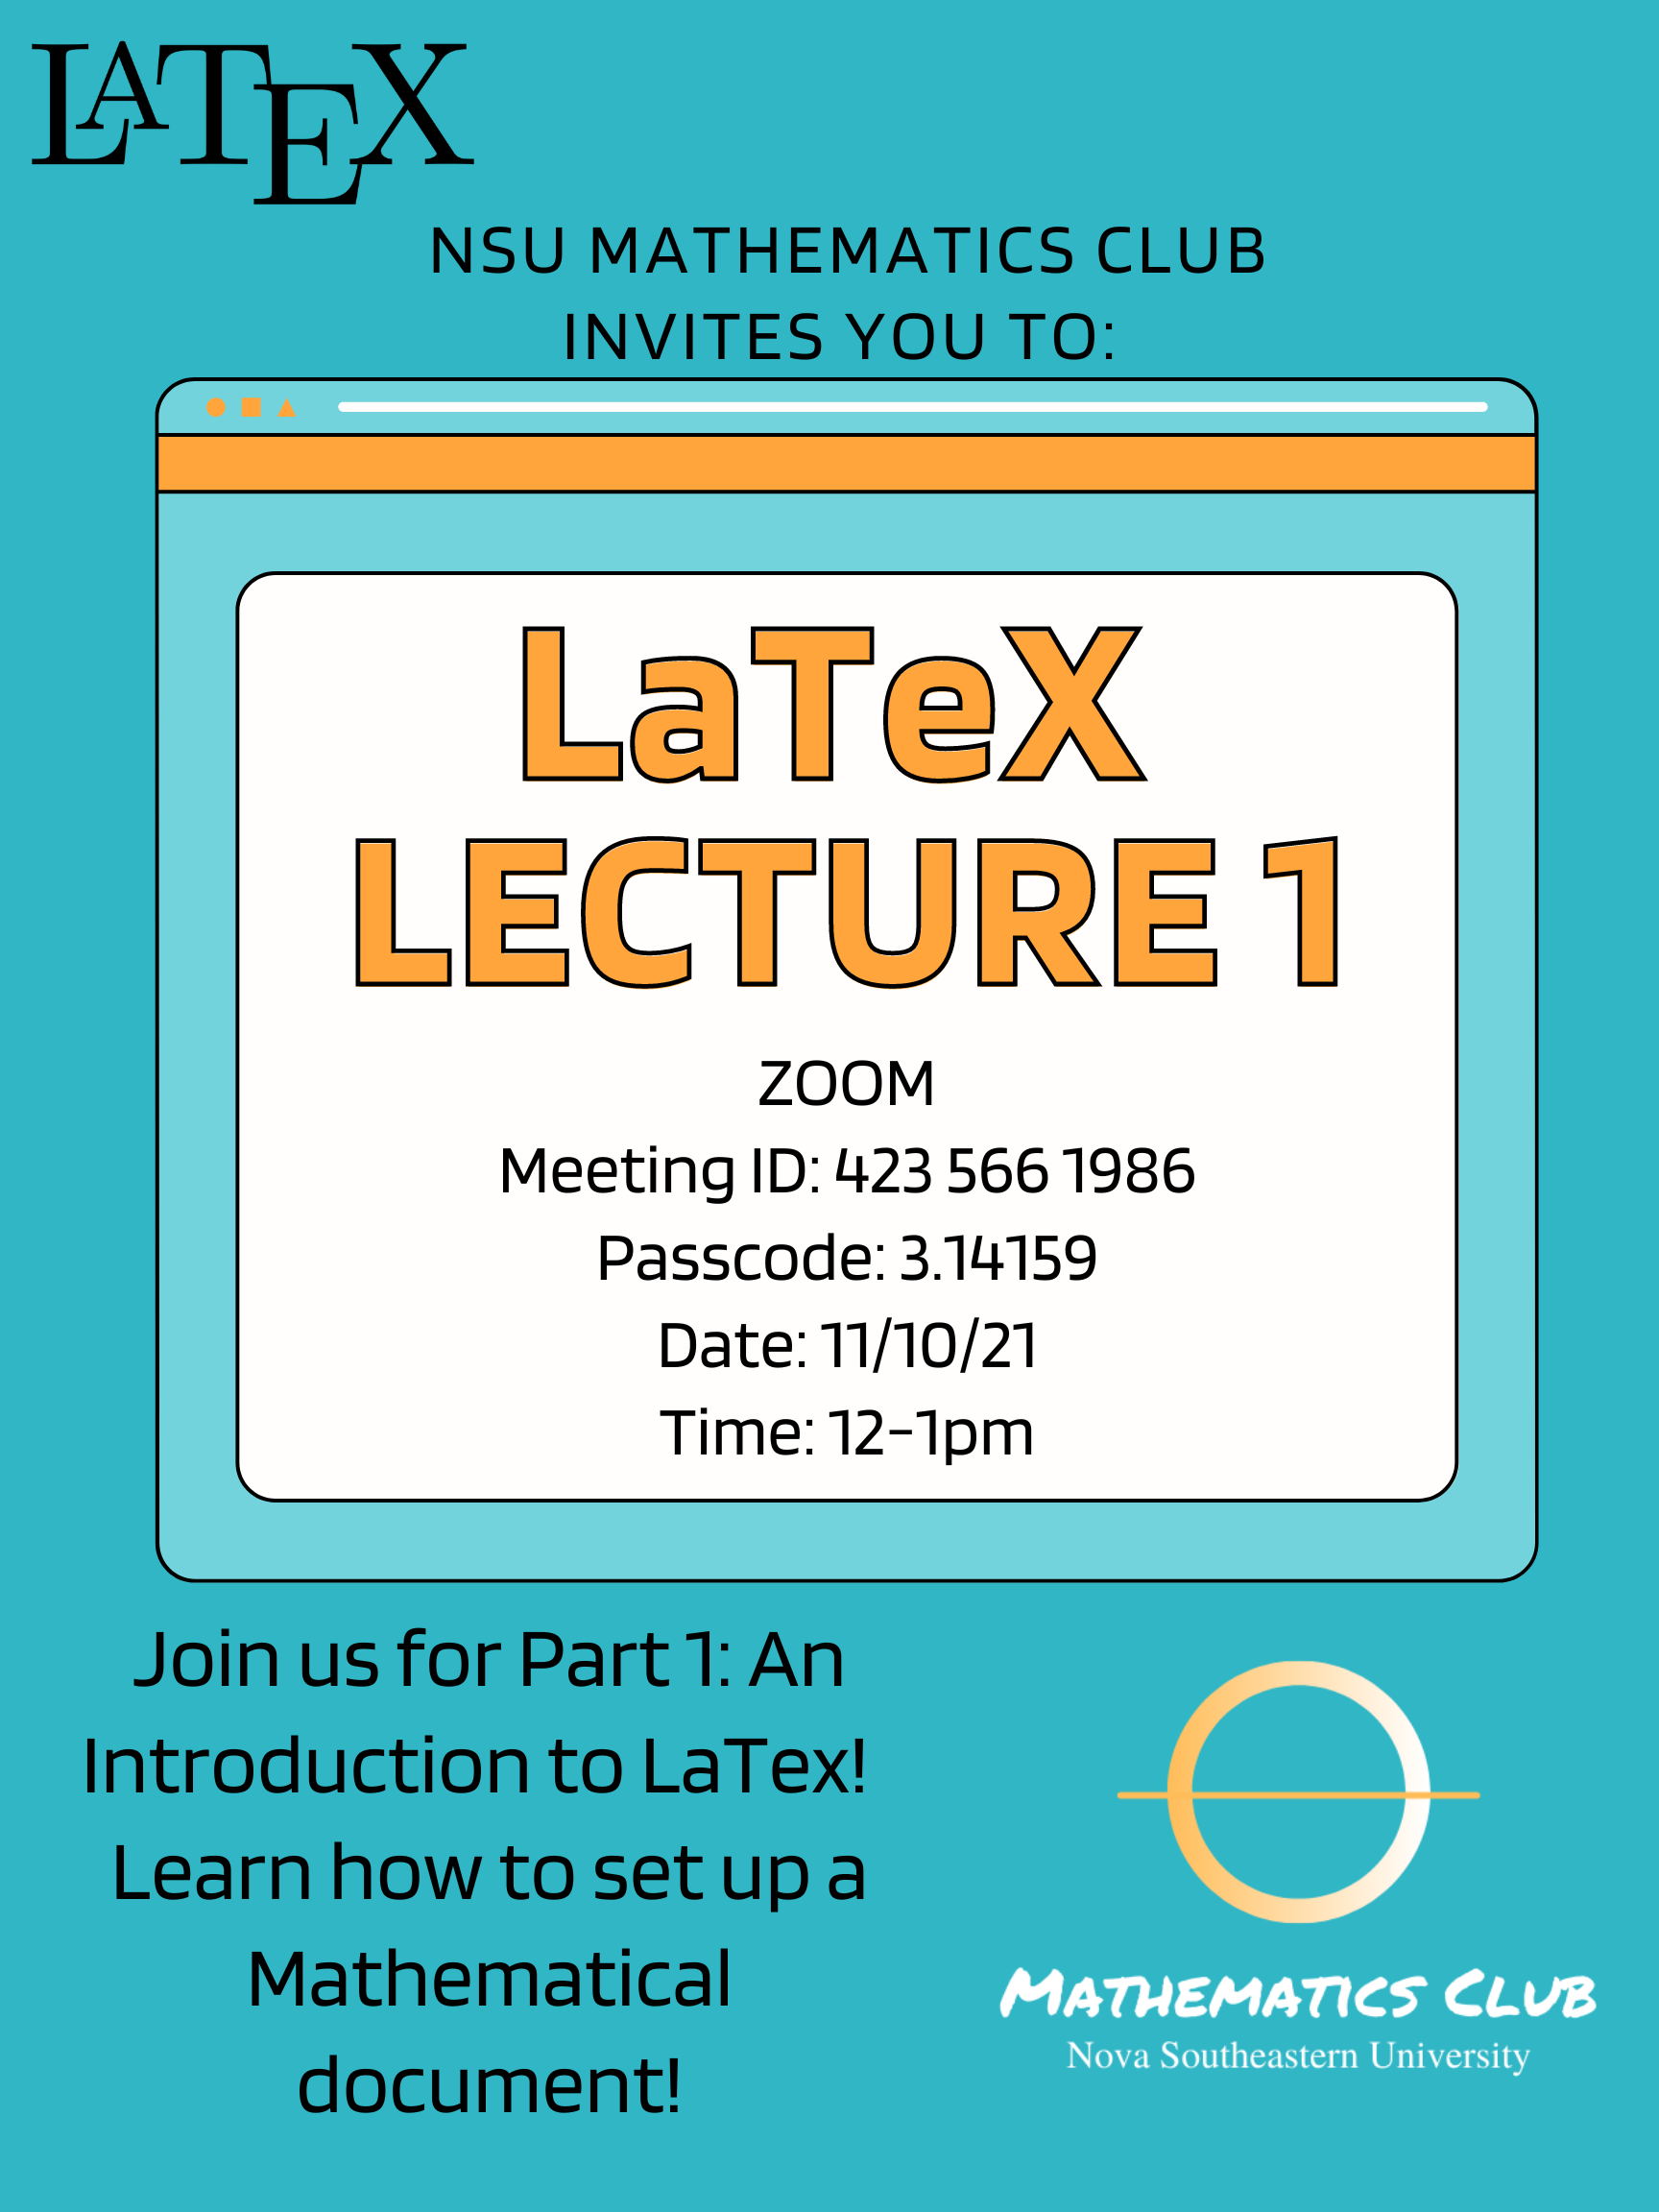 LATEX
NSU MATHEMATICS CLUB
INVITES YOU TO:
LaTeX
LECTURE 1
ZOOM
Meeting ID: 423 566 1986
Passcode: 3.14159
Date: 11/10/21
Time: 12-1pm
Join us for Part 1: An
Introduction to LaTex!
Learn how to set up a
Mathematical
document!
MATHEMATICS CLUB
Nova Southeastern University